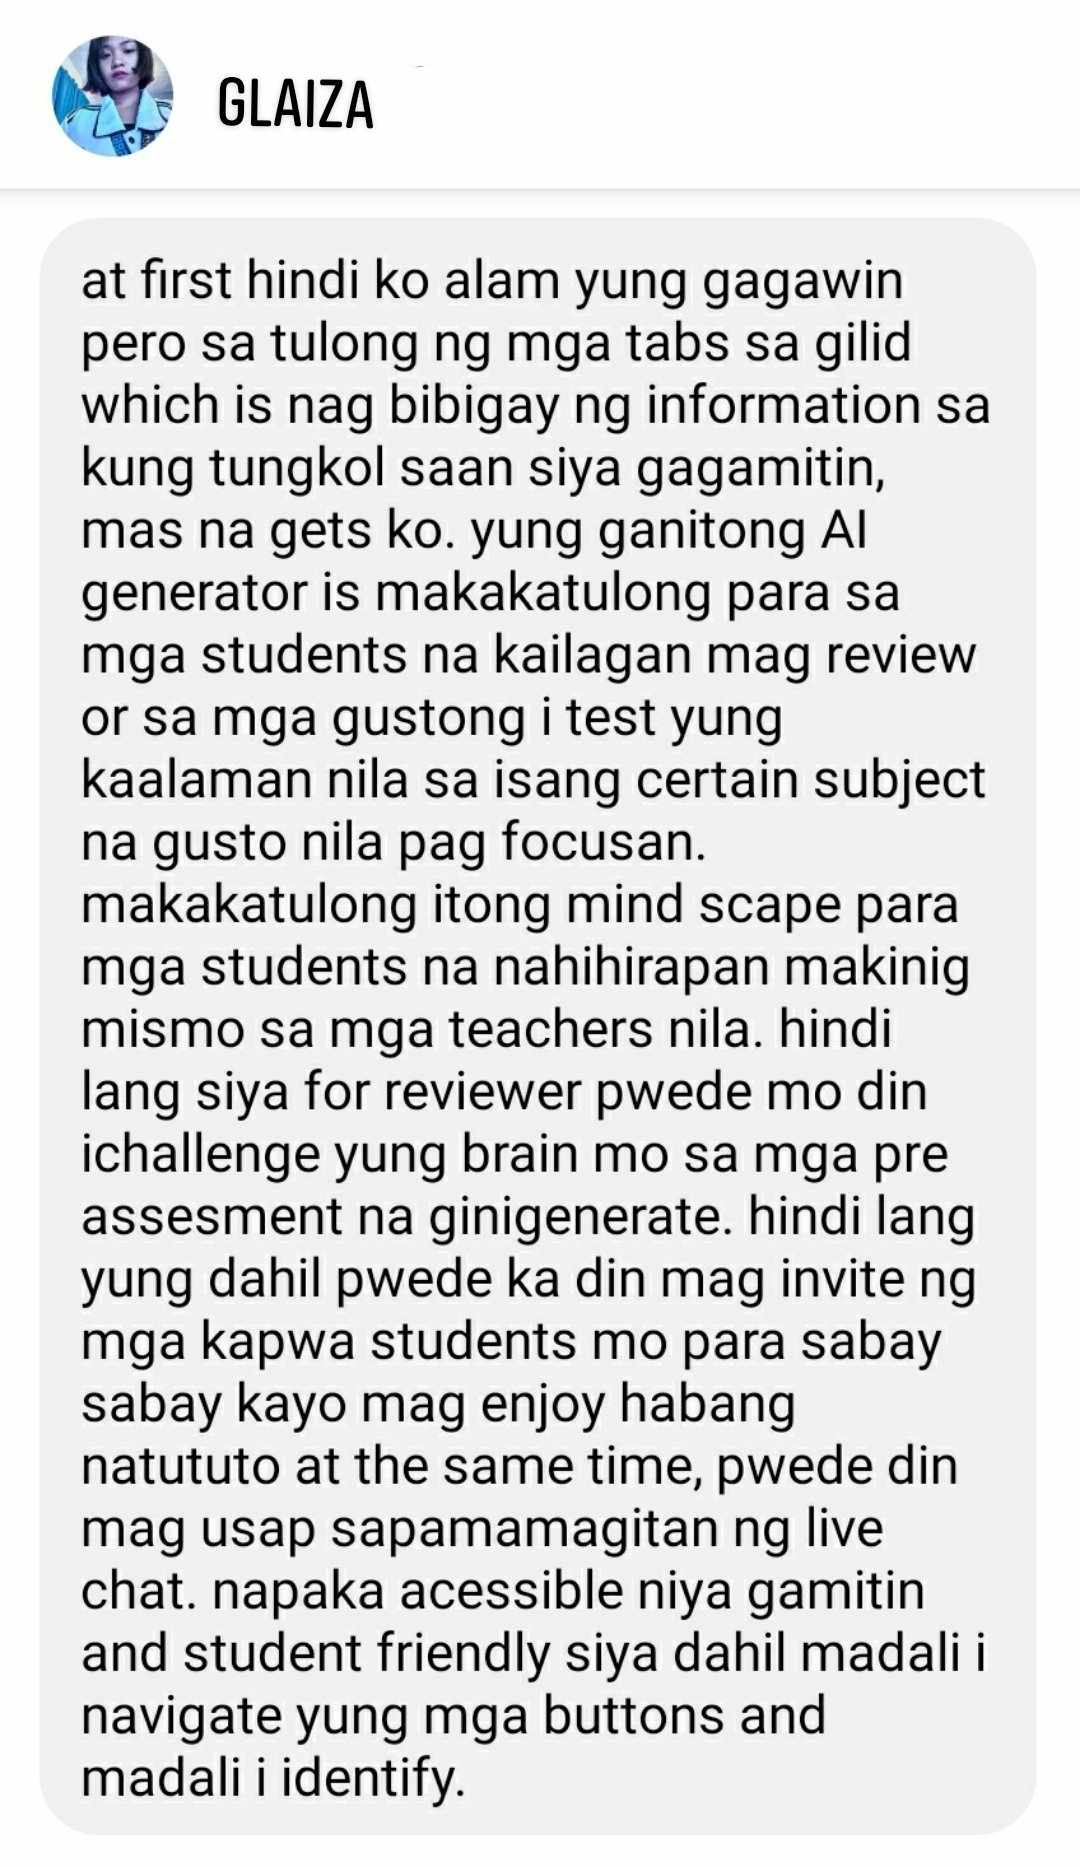 GLAIZA
at first hindi ko alam yung gagawin
pero sa tulong ng mga tabs sa gilid
which is nag bibigay ng information sa
kung tungkol saan siya gagamitin,
mas na gets ko. yung ganitong AI
generator is makakatulong para sa
mga students na kailagan mag review
or sa mga gustong i test yung
kaalaman nila sa isang certain subject
na gusto nila pag focusan.
makakatulong itong mind scape para
mga students na nahihirapan makinig
mismo sa mga teachers nila. hindi
lang siya for reviewer pwede mo din
ichallenge yung brain mo sa mga pre
assesment na ginigenerate. hindi lang
yung dahil pwede ka din mag invite ng
mga kapwa students mo para sabay
sabay kayo mag enjoy habang
natututo at the same time, pwede din
mag usap sapamamagitan ng live
chat. napaka acessible niya gamitin
and student friendly siya dahil madali i
navigate yung mga buttons and
madali i identify.